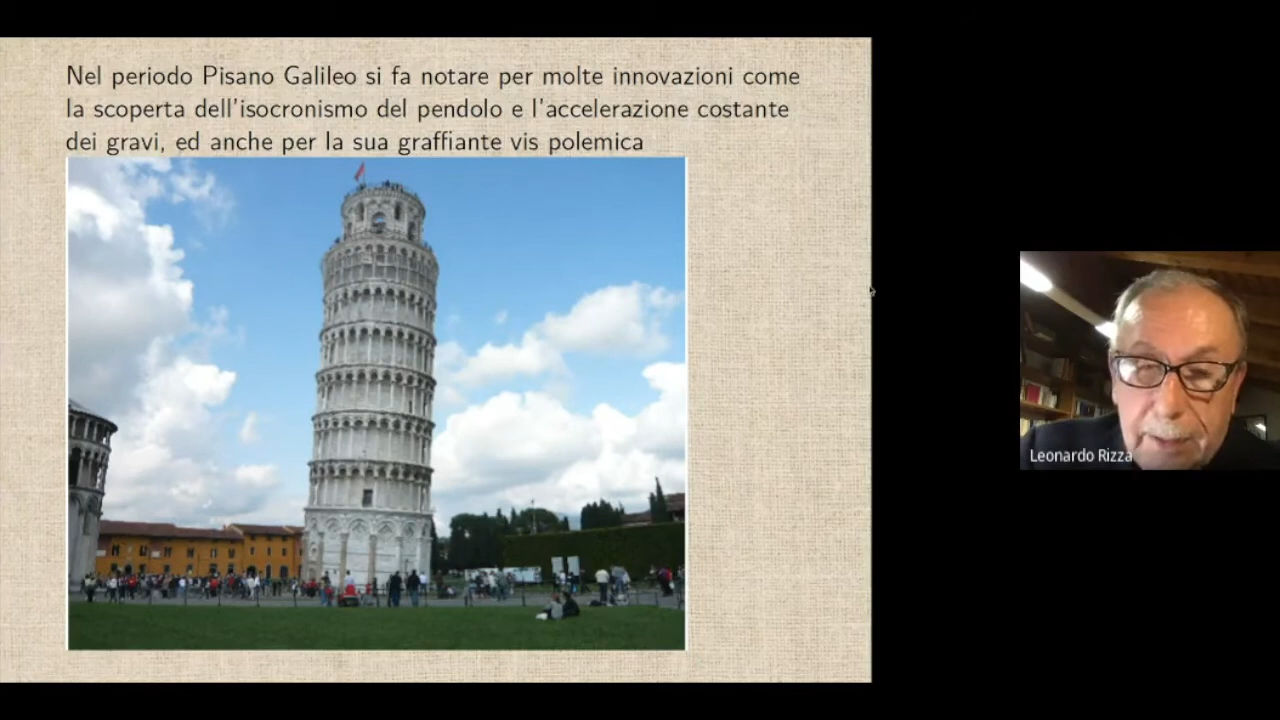 Nel periodo Pisano Galileo si fa notare per molte innovazioni come
la scoperta dell'isocronismo del pendolo e l'accelerazione costante
dei gravi, ed anche per la sua graffiante vis polemica
Leonardo Rizza